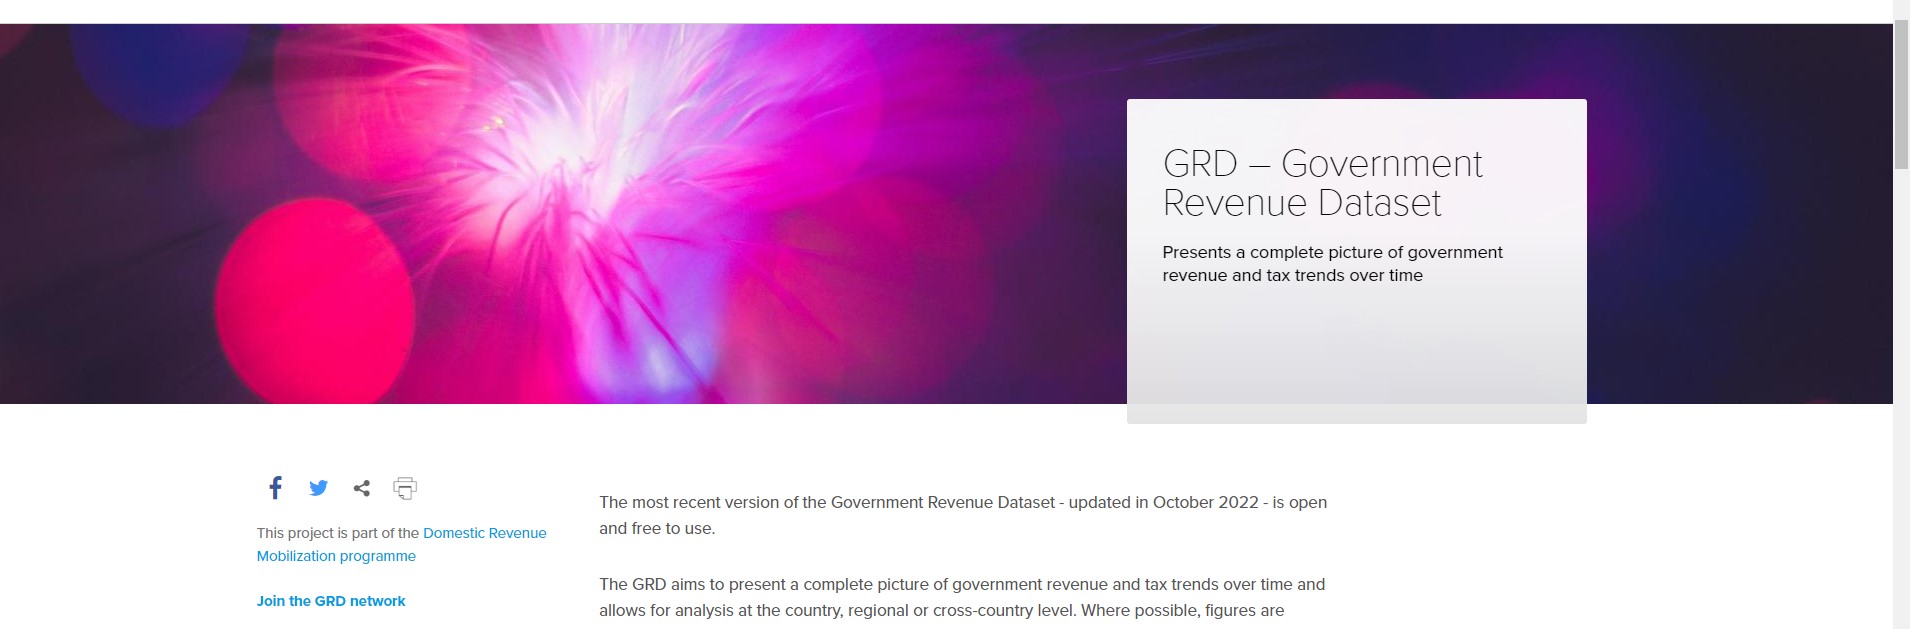 GRD – Government
Revenue Dataset
Presents a complete picture of government
revenue and tax trends over time
This project is part of the Domestic Revenue
Mobilization programme
Join the GRD network
The most recent version of the Government Revenue Dataset - updated in October 2022 - is open
and free to use.
The GRD aims to present a complete picture of government revenue and tax trends over time and
allows for analysis at the country, regional or cross-country level. Where possible, figures are